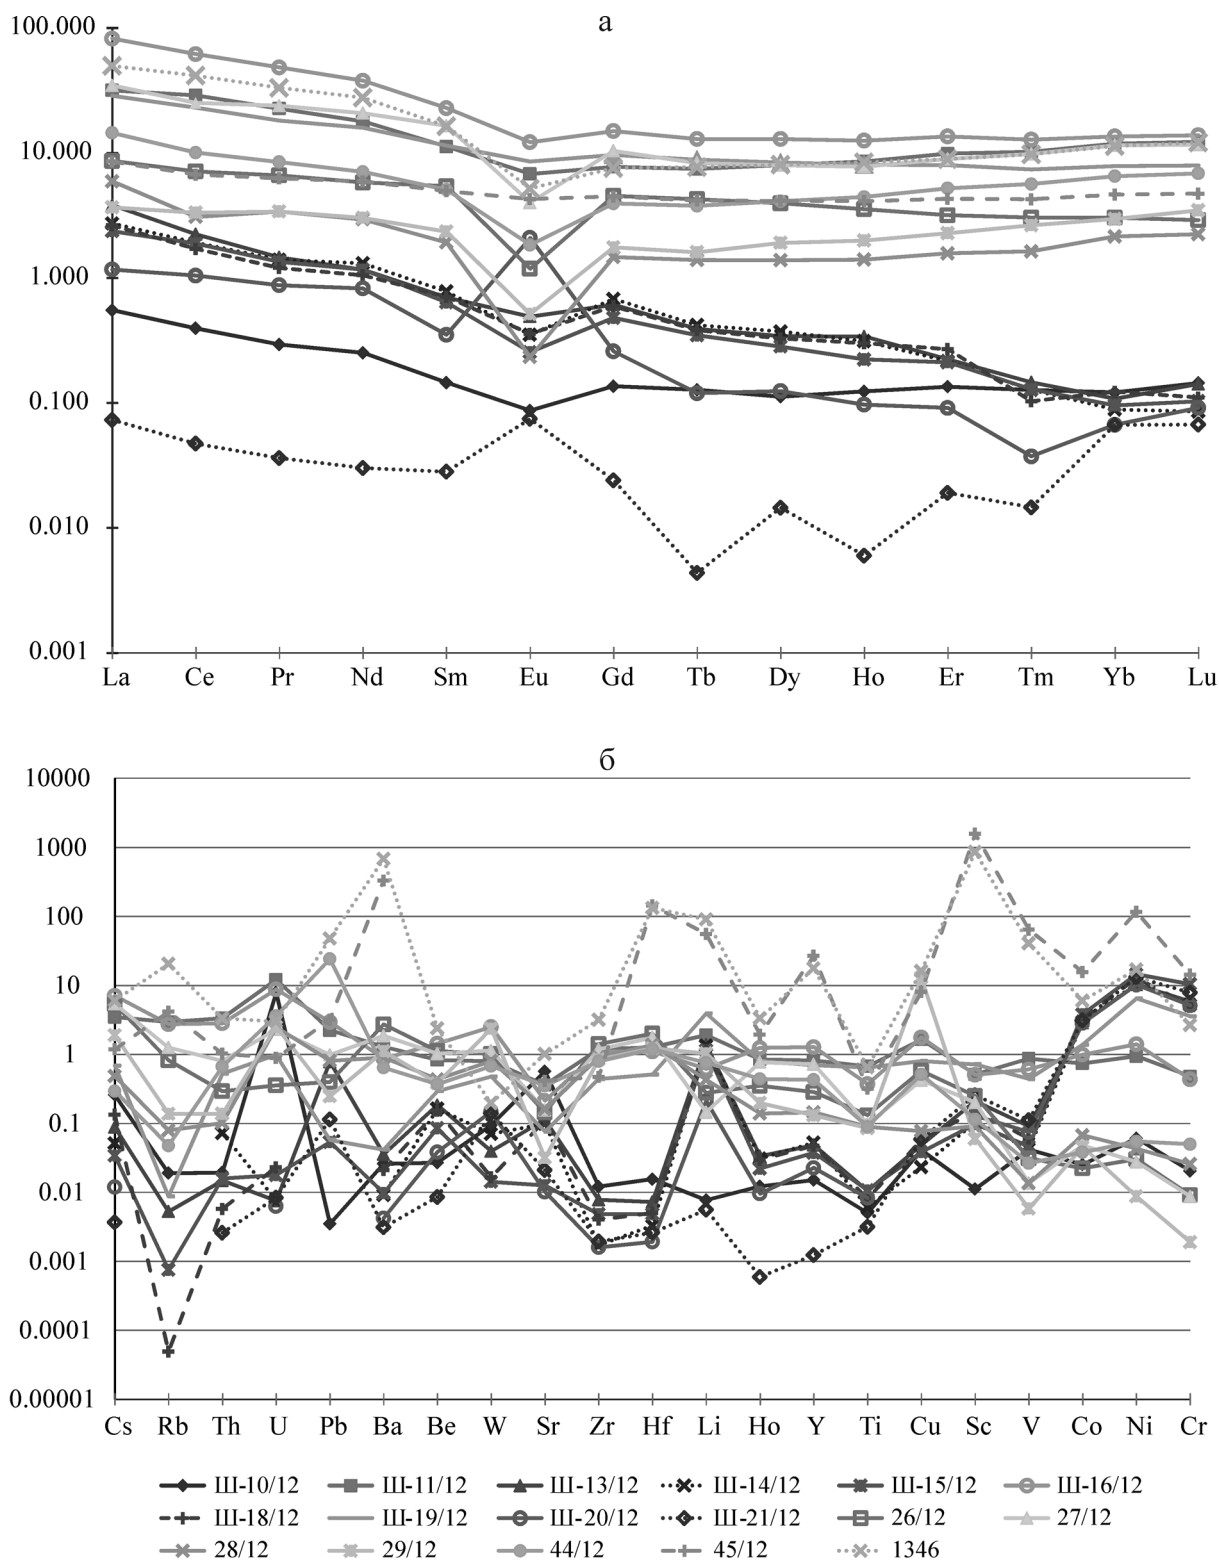 а
100.000
10.000
1.000
0.100
0.010
0.001
La Ce Pr Nd Sm Eu Gd Tb Dy Ho Er Tm Yb Lu
б
10000
1000
100
10
1
0.1
0.01
0.001
0.0001
0.00001
Cs Rb Th U Pb Ba Be W Sr Zr Hf Li Ho Y Ti Cu Sc V Co Ni Cr
Ш-10/12 Ш-11/12 Ш-13/12 Ш-14/12 Ш-15/12 Ш-16/12
Ш-18/12 Ш-19/12 Ш-20/12 Ш-21/12 26/12 27/12
28/12 29/12 44/12 45/12 1346